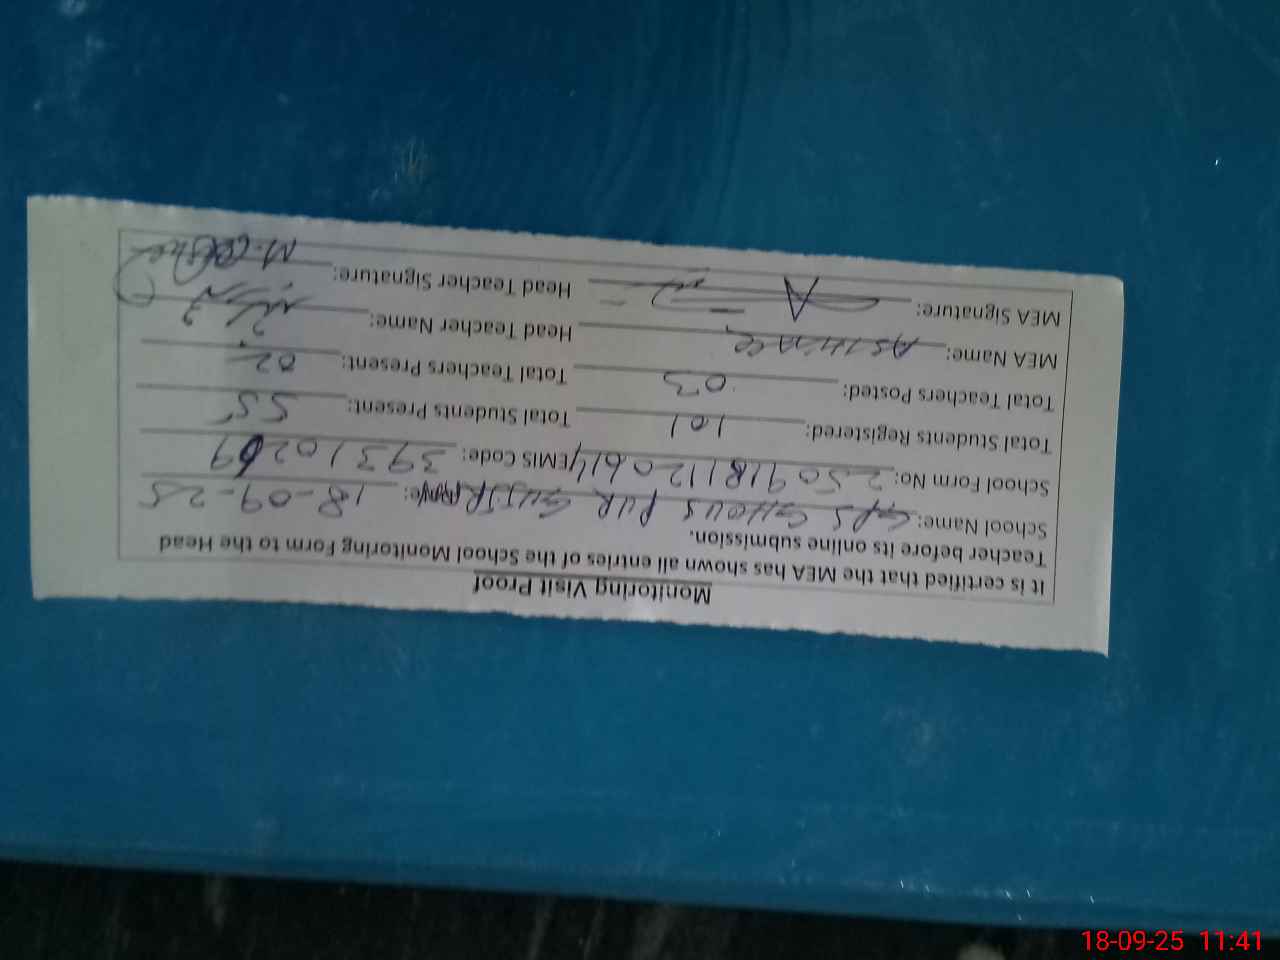 Monitoring Visit Proof
It is certified that the MEA has shown all entries of the School Monitoring Form to the Head
Teacher before its online submission.
School Name: GPS GHOUS PUR GUJJRAN Date: 18-09-25
School Form No: 2509181120614 EMIS Code: 39310269
Total Students Registered: 101 Total Students Present: 55
Total Teachers Posted: 03 Total Teachers Present: 02
MEA Name: Head Teacher Name:
MEA Signature: Head Teacher Signature:
18-09-25 11:41